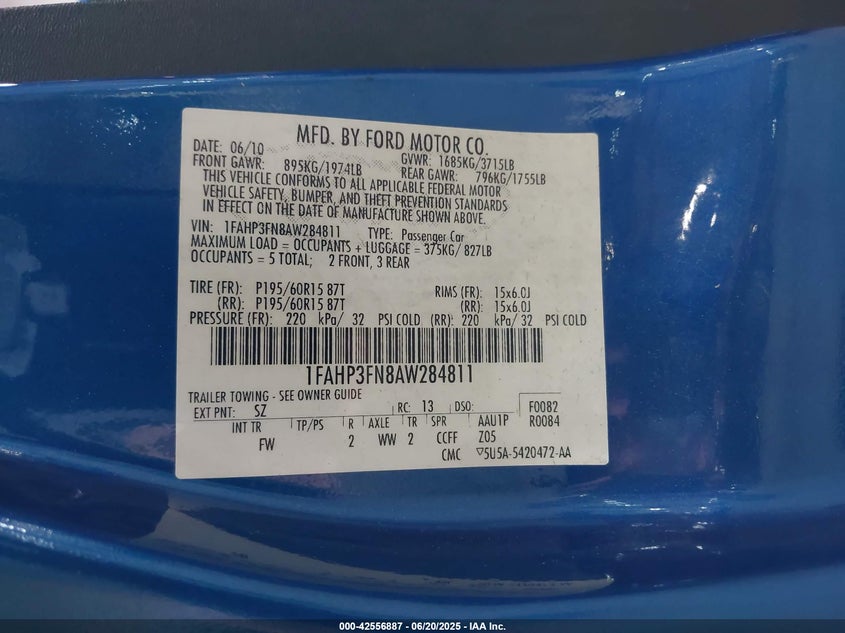 MFD. BY FORD MOTOR CO.
DATE: 06/10 GVWR: 1685KG/3715LB
FRONT GAWR: 895KG/1974LB REAR GAWR: 796KG/1755LB
THIS VEHICLE CONFORMS TO ALL APPLICABLE FEDERAL MOTOR
VEHICLE SAFETY, BUMPER, AND THEFT PREVENTION STANDARDS
IN EFFECT ON THE DATE OF MANUFACTURE SHOWN ABOVE.
VIN: 1FAHP3FN8AW284811 TYPE: Passenger Car
MAXIMUM LOAD = OCCUPANTS + LUGGAGE = 375KG/ 827LB
OCCUPANTS = 5 TOTAL; 2 FRONT, 3 REAR
TIRE (FR): P195/60R15 87T RIMS (FR): 15x6.0J
(RR): P195/60R15 87T (RR): 15x6.0J
PRESSURE (FR): 220 kPa/ 32 PSI COLD (RR): 220 kPa/ 32 PSI COLD
1FAHP3FN8AW284811
TRAILER TOWING - SEE OWNER GUIDE
EXT PNT: SZ RC: 13 DSO: F0082
INT TR TP/PS R AXLE TR SPR AAU1P R0084
FW 2 WW 2 CCFF Z05
CMC ▽5U5A-5420472-AA
000-42556887 | 06/20/2025 - IAA Inc.